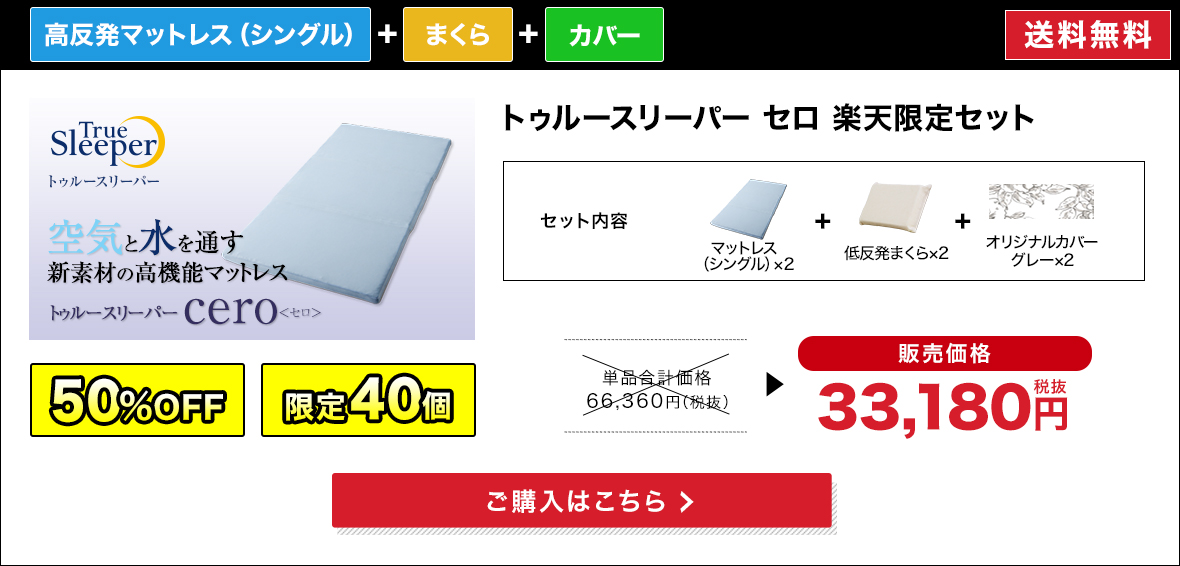 高反発マットレス（シングル） + まくら + カバー
送料無料
True
Sleeper
トゥルースリーパー
空気と水を通す
新素材の高機能マットレス
トゥルースリーパー cero<セロ>
50%OFF
限定40個
トゥルースリーパー セロ 楽天限定セット
セット内容
マットレス
（シングル）×2
+
低反発まくら×2
+
オリジナルカバー
グレー×2
単品合計価格
66,360円(税抜)
販売価格
33,180円 税抜
ご購入はこちら